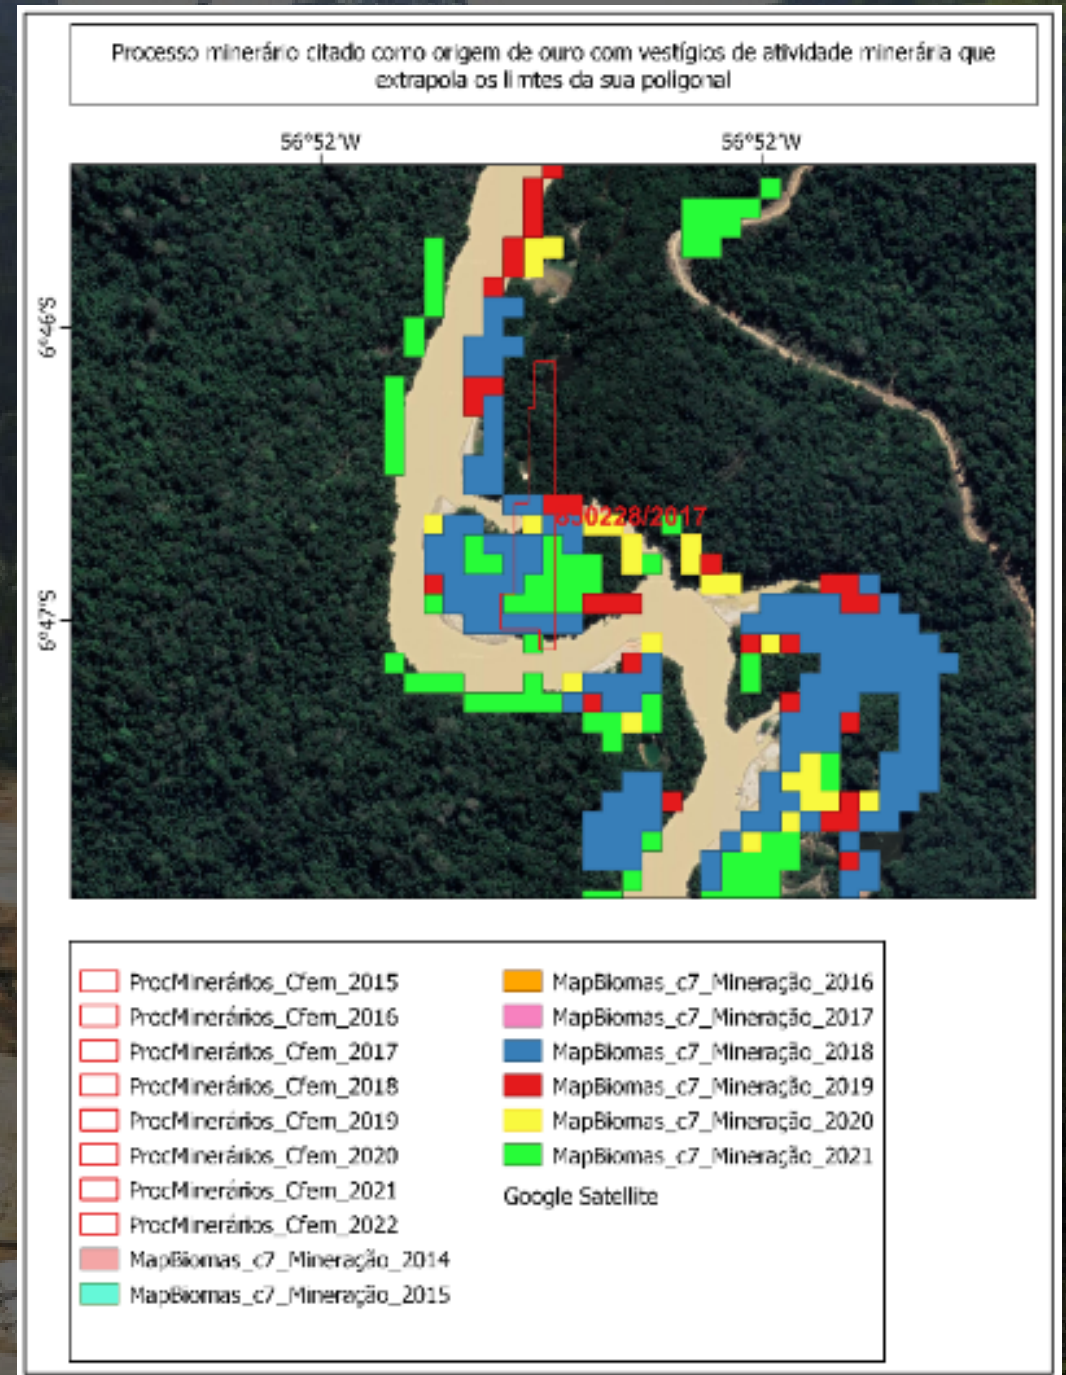 Processo minerário citado como origem de ouro com vestígios de atividade minerária que
extrapola os limtes da sua poligonal
56°52'W
56°52'W
6°46'S
850228/2017
6°47'S
ProcMinerários_Cfem_2015
ProcMinerários_Cfem_2016
ProcMinerários_Cfem_2017
ProcMinerários_Cfem_2018
ProcMinerários_Cfem_2019
ProcMinerários_Cfem_2020
ProcMinerários_Cfem_2021
ProcMinerários_Cfem_2022
MapBiomas_c7_Mineração_2014
MapBiomas_c7_Mineração_2015
MapBiomas_c7_Mineração_2016
MapBiomas_c7_Mineração_2017
MapBiomas_c7_Mineração_2018
MapBiomas_c7_Mineração_2019
MapBiomas_c7_Mineração_2020
MapBiomas_c7_Mineração_2021
Google Satellite